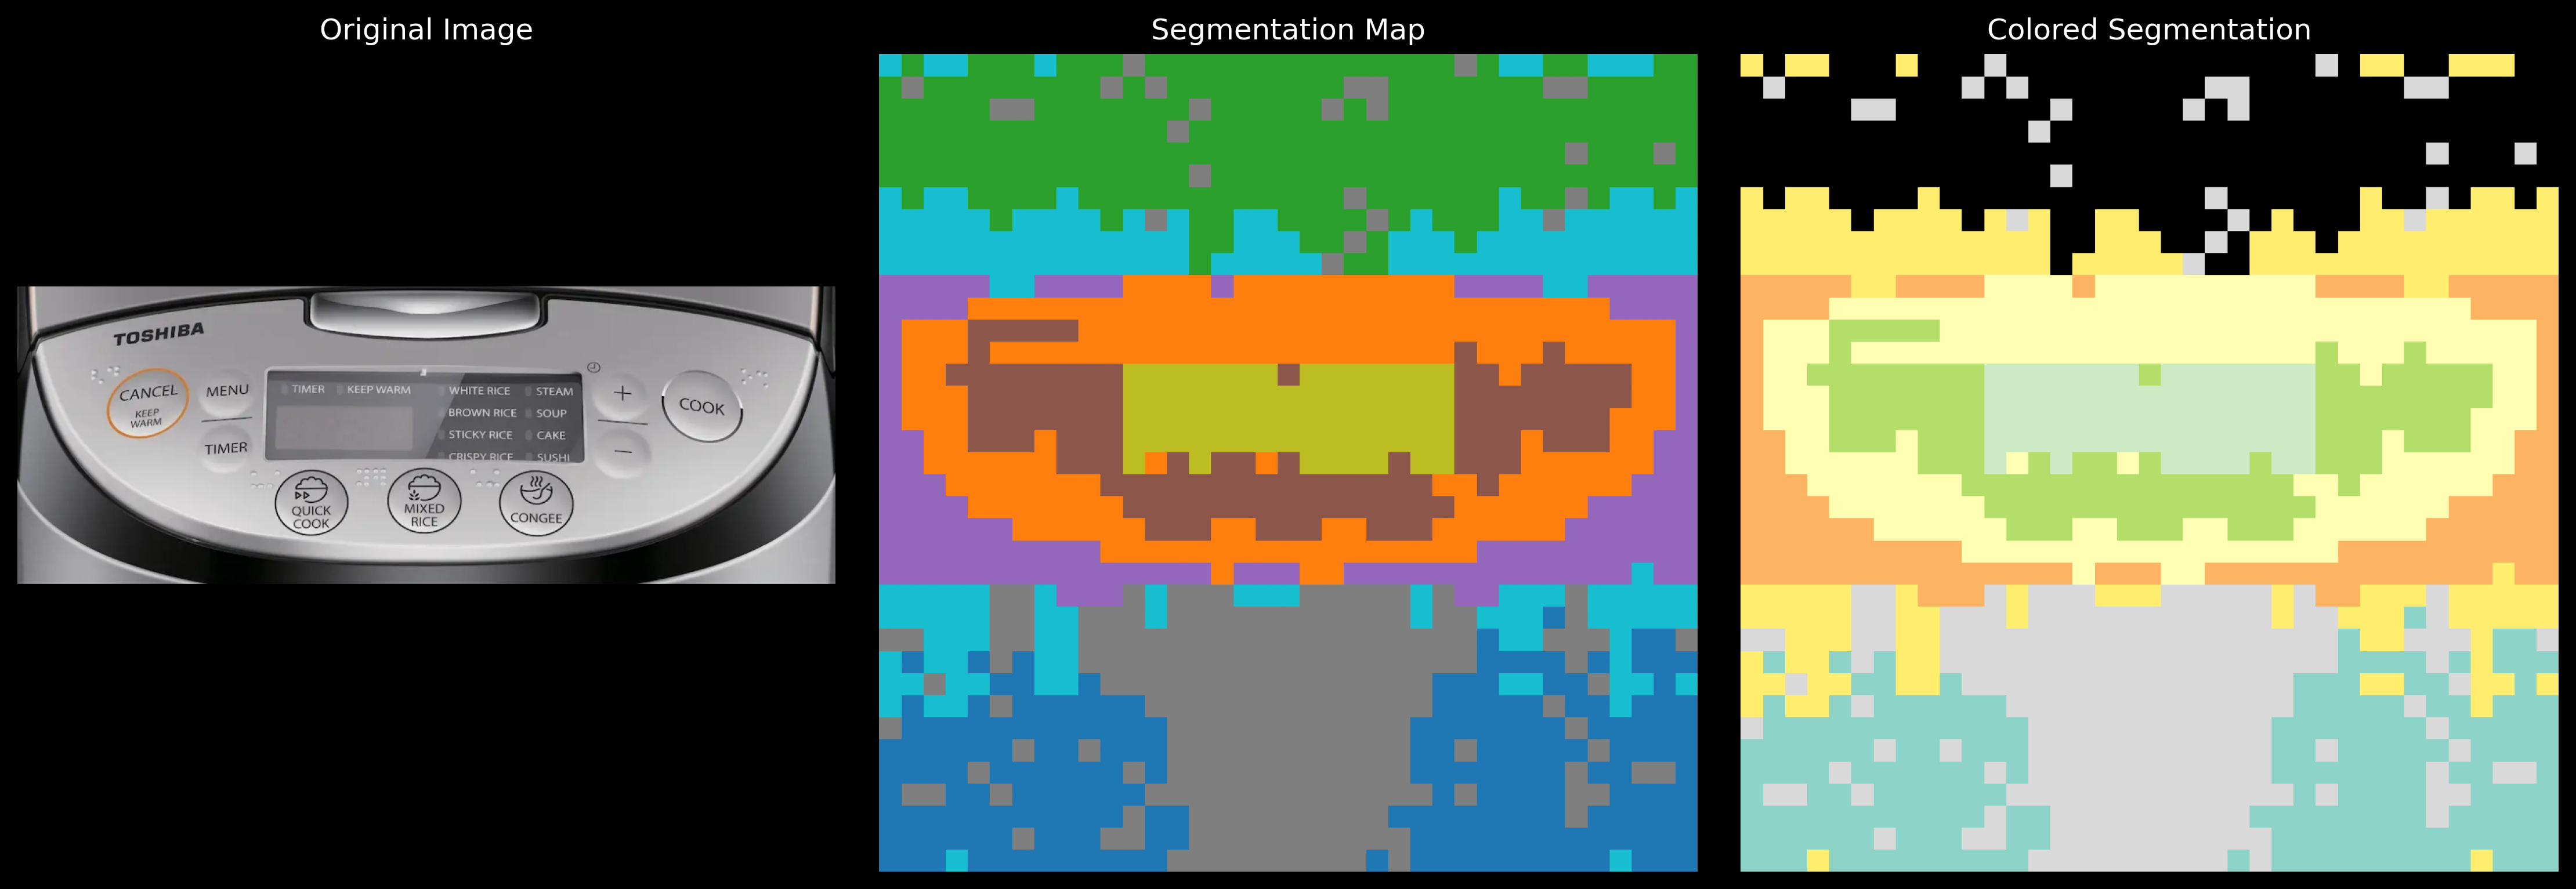 Original Image
Segmentation Map
Colored Segmentation
TOSHIBA
CANCEL
KEEP
WARM
MENU
TIMER
TIMER KEEP WARM
WHITE RICE STEAM
BROWN RICE SOUP
STICKY RICE CAKE
CRISPY RICE SUSHI
+
−
COOK
QUICK
COOK
MIXED
RICE
CONGEE